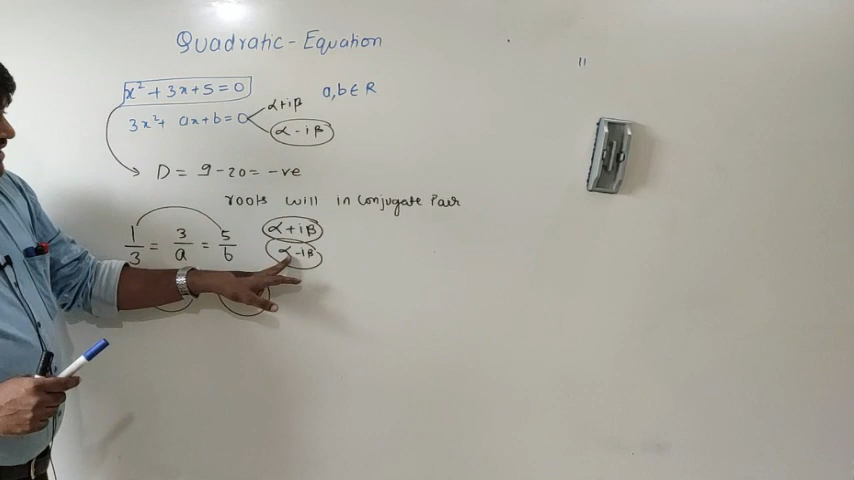 Quadratic - Equation
x² + 3x + 5 = 0
a, b ∈ R
α + iβ
3x² + ax + b = 0
α - iβ
D = 9 - 20 = -ve
roots will in Conjugate Pair
1/3 = 3/a = 5/b
α + iβ
α - iβ